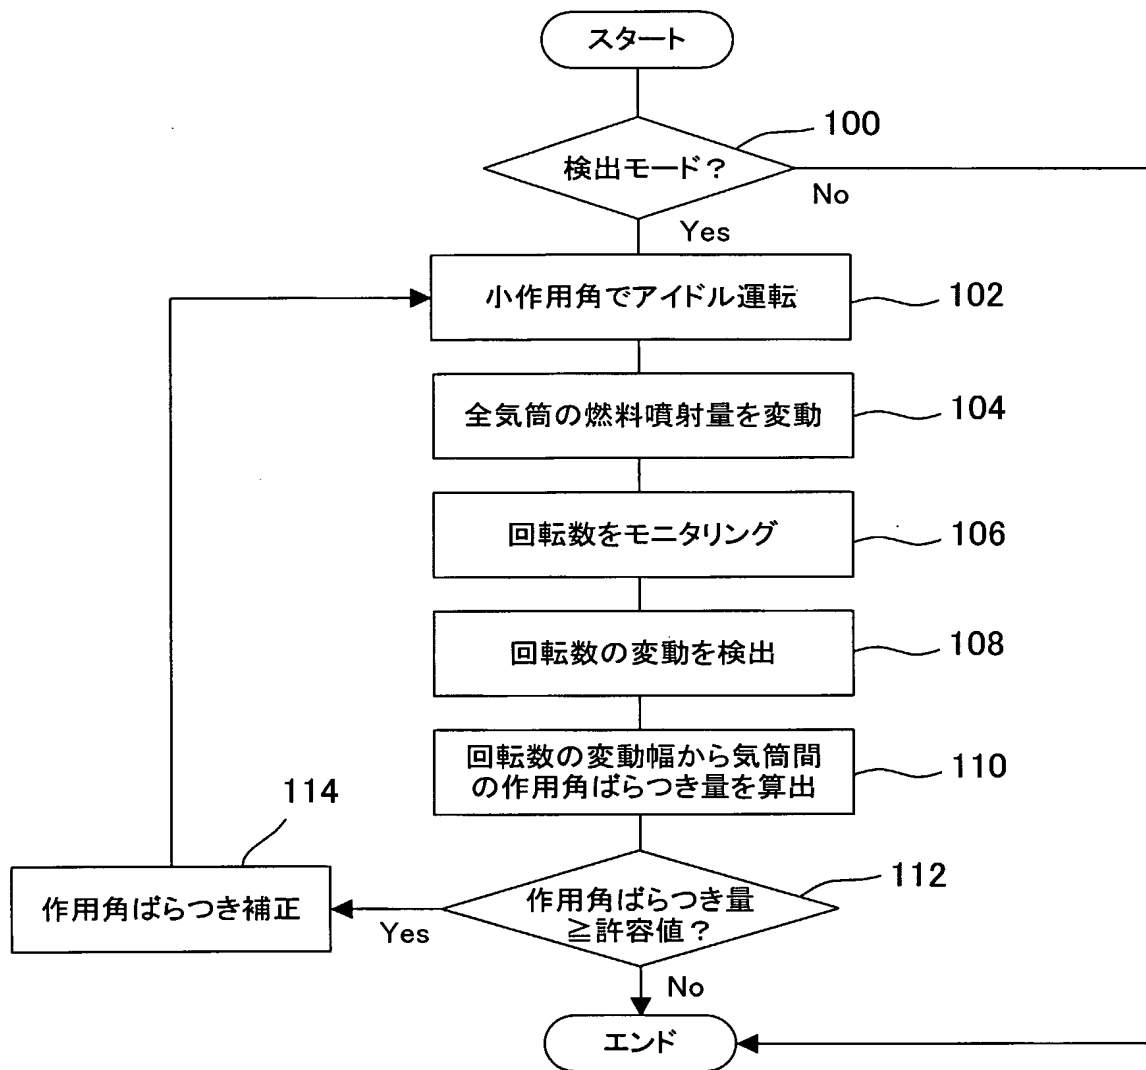 スタート
100
検出モード?
No
Yes
小作用角でアイドル運転
102
全気筒の燃料噴射量を変動
104
回転数をモニタリング
106
回転数の変動を検出
108
回転数の変動幅から気筒間
の作用角ばらつき量を算出
110
114
作用角ばらつき補正
112
作用角ばらつき量
≧許容値?
Yes
No
エンド